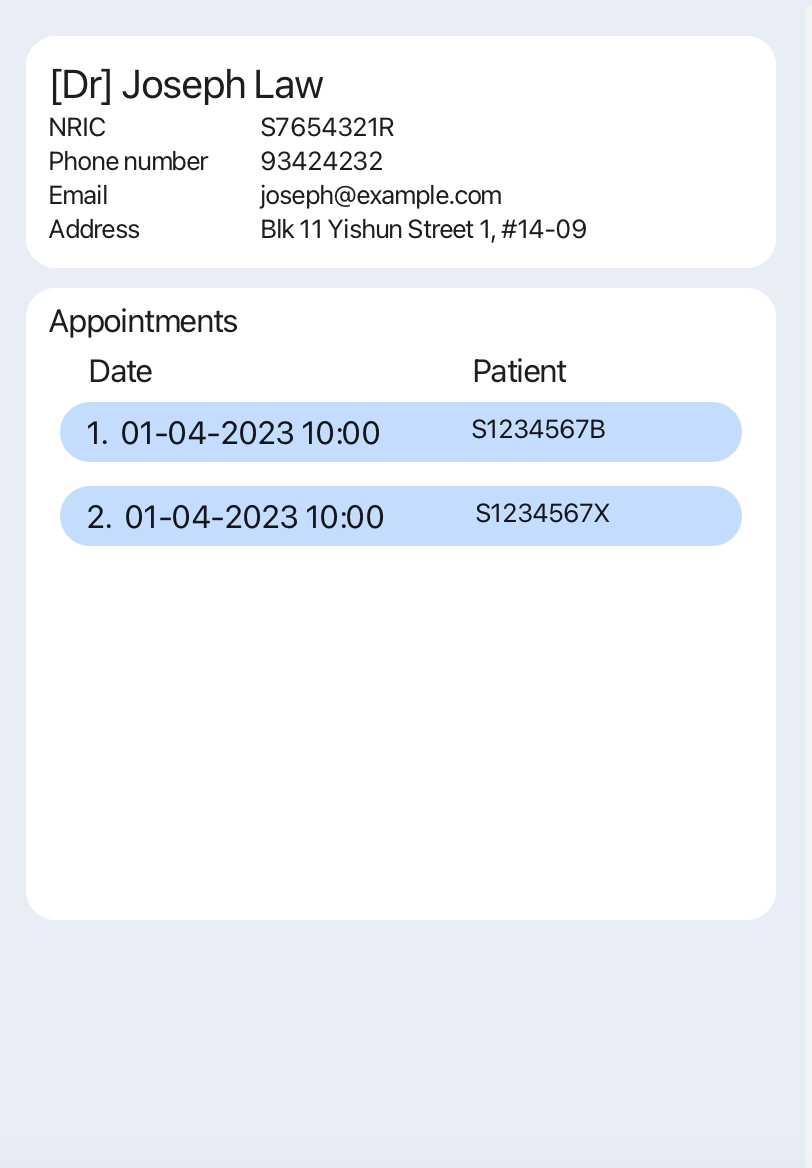 [Dr] Joseph Law
NRIC S7654321R
Phone number 93424232
Email joseph@example.com
Address Blk 11 Yishun Street 1, #14-09
Appointments
Date Patient
1. 01-04-2023 10:00 S1234567B
2. 01-04-2023 10:00 S1234567X